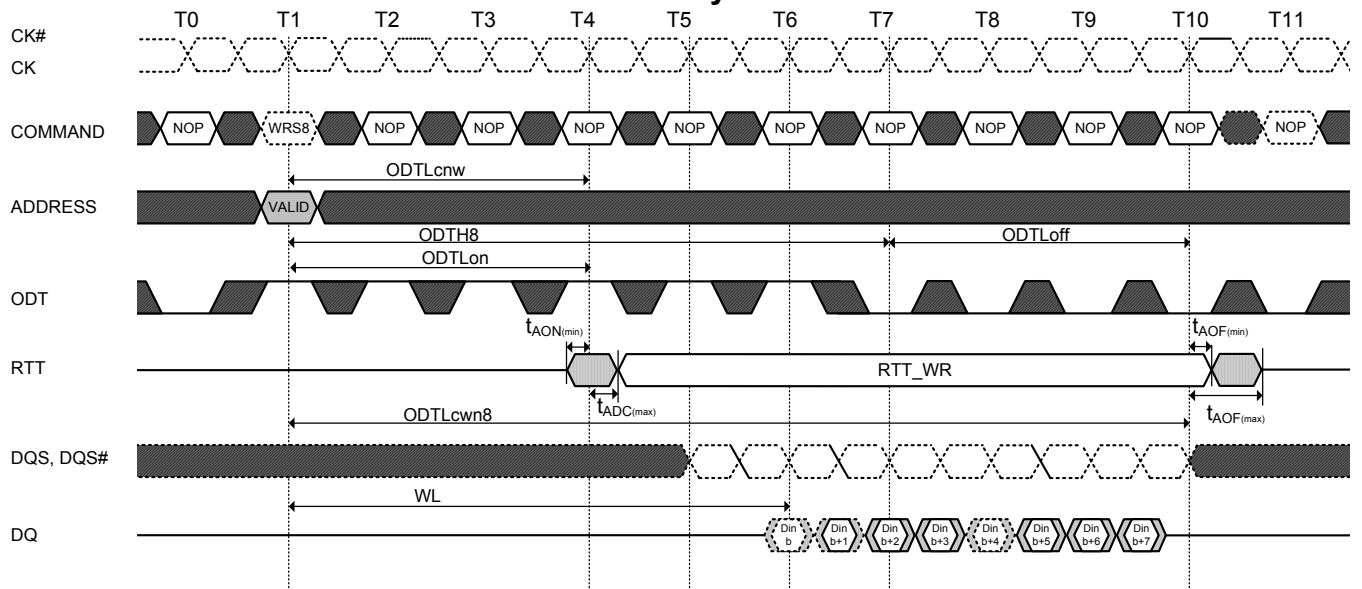 T0 T1 T2 T3 T4 T5 T6 T7 T8 T9 T10 T11
CK#
CK
COMMAND NOP WRS8 NOP NOP NOP NOP NOP NOP NOP NOP NOP NOP
ODTLcnw
ADDRESS VALID
ODTH8 ODTLoff
ODTLon
ODT
tAON(min) tAOF(min)
RTT RTT_WR
tADC(max) tAOF(max)
ODTLcwn8
DQS, DQS#
WL
DQ Din b Din b+1 Din b+2 Din b+3 Din b+4 Din b+5 Din b+6 Din b+7